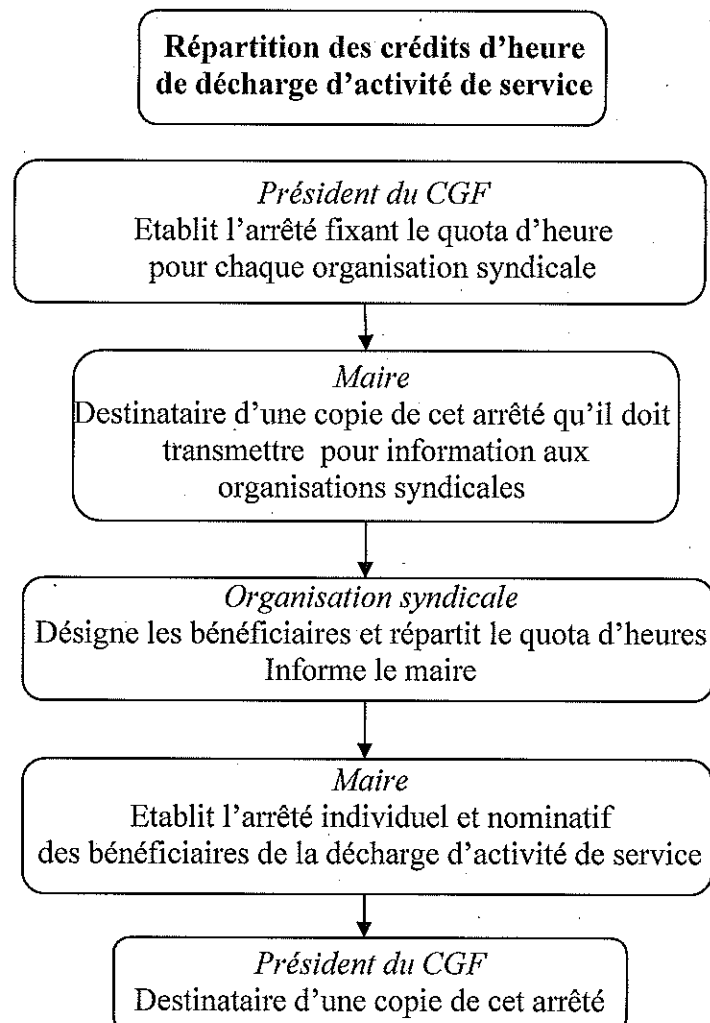 Répartition des crédits d'heure
de décharge d'activité de service
Président du CGF
Etablit l'arrêté fixant le quota d'heure
pour chaque organisation syndicale
Maire
Destinataire d'une copie de cet arrêté qu'il doit
transmettre pour information aux
organisations syndicales
Organisation syndicale
Désigne les bénéficiaires et répartit le quota d'heures
Informe le maire
Maire
Etablit l'arrêté individuel et nominatif
des bénéficiaires de la décharge d'activité de service
Président du CGF
Destinataire d'une copie de cet arrêté